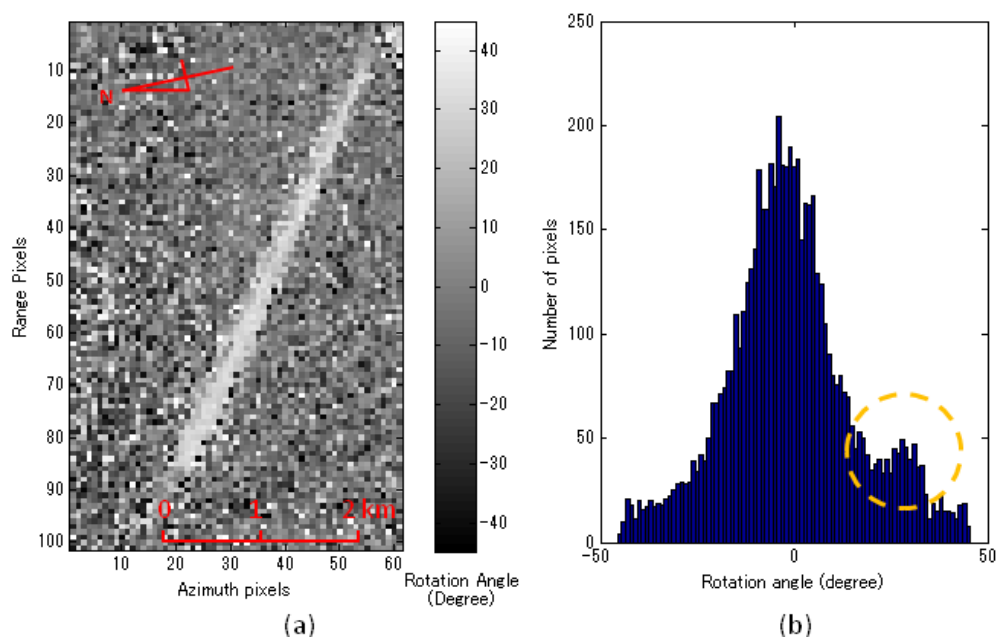 10
20
30
40
50
60
70
80
90
100
Range Pixels
N
0 1 2 km
10 20 30 40 50 60
Azimuth pixels
40
30
20
10
0
-10
-20
-30
-40
Rotation Angle
(Degree)
(a)
250
200
150
100
50
0
Number of pixels
-50 0 50
Rotation angle (degree)
(b)